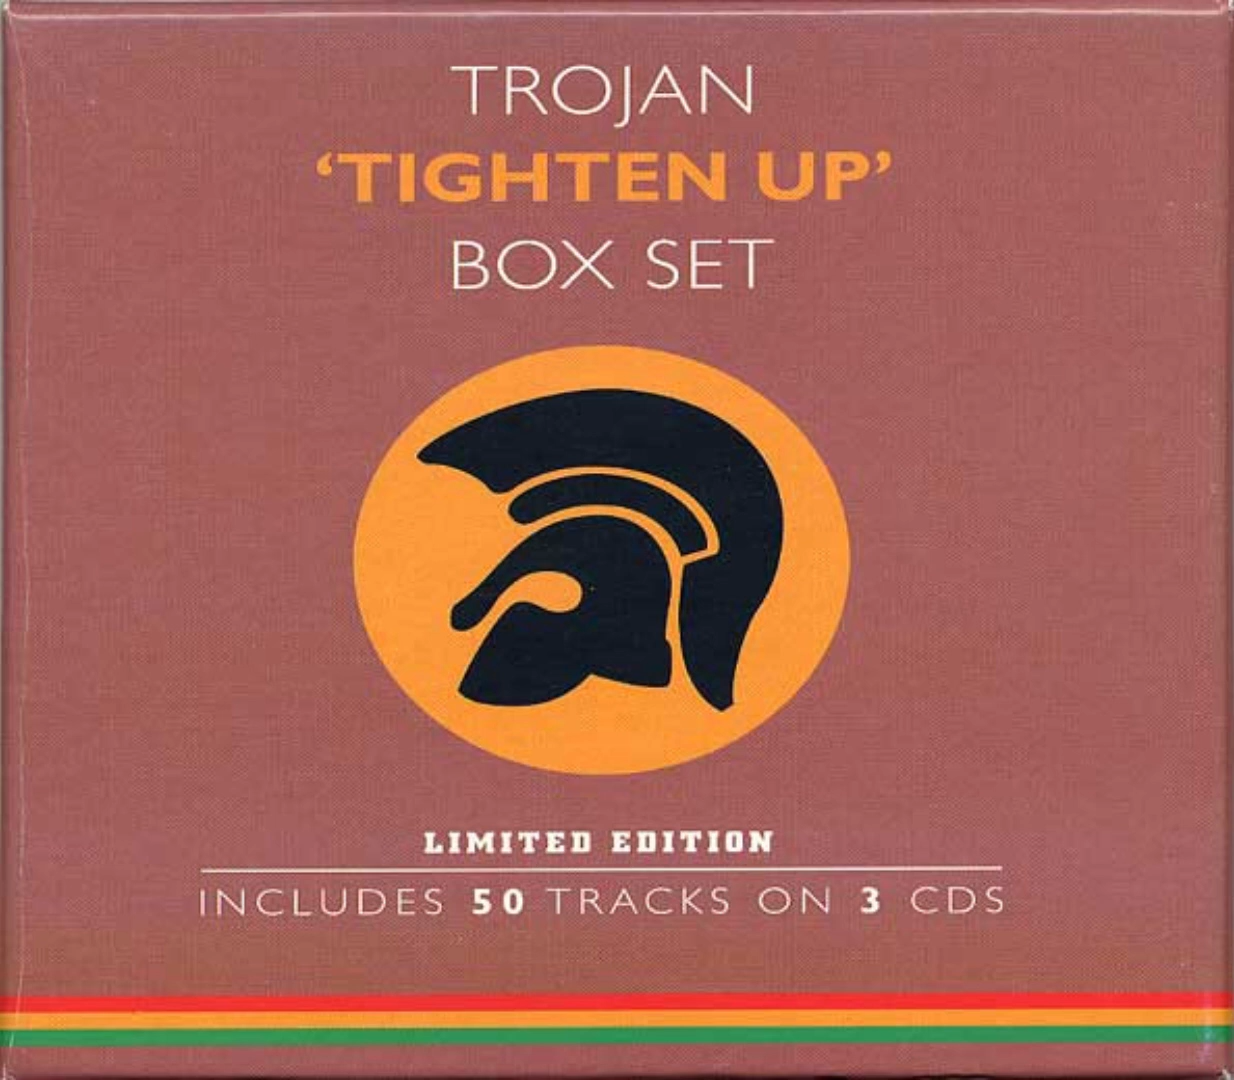 TROJAN
‘TIGHTEN UP’
BOX SET
LIMITED EDITION
INCLUDES 50 TRACKS ON 3 CDS